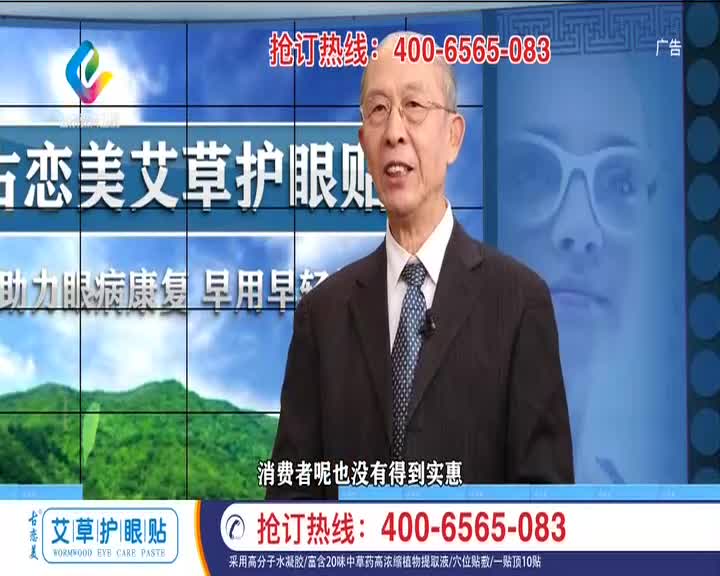 抢订热线：400-6565-083
广告
古恋美艾草护眼贴
助力眼病康复 早用早轻
消费者呢也没有得到实惠
古恋美
艾草护眼贴
WORMWOOD EYE CARE PASTE
抢订热线：400-6565-083
采用高分子水凝胶/富含20味中草药高浓缩植物提取液/穴位贴敷/一贴顶10贴